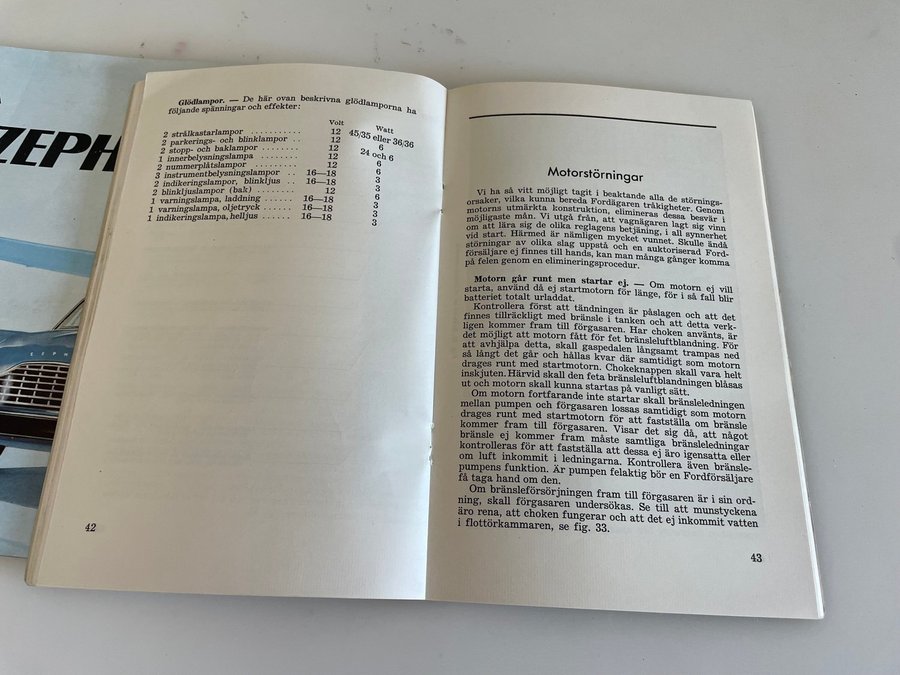 ZEPH
ZEPH
Glödlampor. — De här ovan beskrivna glödlamporna ha
följande spänningar och effekter:
Volt Watt
2 strålkastarlampor ........... 12 45/35 eller 36/36
2 parkerings- och blinklampor .. 12 6
2 stopp- och baklampor ........ 12 24 och 6
1 innerbelysningslampa ........ 12 6
2 nummerplåtslampor ......... 12 6
3 instrumentbelysningslampor .. 16—18 3
2 indikeringslampor, blinkljus .. 16—18 3
2 blinkljuslampor (bak) ........ 12 6
1 varningslampa, laddning ...... 16—18 3
1 varningslampa, oljetryck ....... 16—18 3
1 indikeringslampa, helljus ...... 16—18 3
42
Motorstörningar
Vi ha så vitt möjligt tagit i beaktande alla de störnings-
orsaker, vilka kunna bereda Fordägaren tråkigheter. Genom
motorns utmärkta konstruktion, elimineras dessa besvär i
möjligaste mån. Vi utgå från, att vagnägaren lagt sig vinn
om att lära sig de olika reglagens betjäning, i all synnerhet
vid start. Härmed är nämligen mycket vunnet. Skulle ändå
störningar av olika slag uppstå och en auktoriserad Ford-
försäljare ej finnes till hands, kan man många gånger komma
på felen genom en elimineringsprocedur.
Motorn går runt men startar ej. — Om motorn ej vill
starta, använd då ej startmotorn för länge, för i så fall blir
batteriet totalt urladdat.
Kontrollera först att tändningen är påslagen och att det
finnes tillräckligt med bränsle i tanken och att detta verk-
ligen kommer fram till förgasaren. Har choken använts, är
det möjligt att motorn fått för fet bränsleluftblandning. För
att avhjälpa detta, skall gaspedalen långsamt trampas ned
så långt det går och hållas kvar där samtidigt som motorn
drages runt med startmotorn. Chokeknappen skall vara helt
inskjuten. Härvid skall den feta bränsleluftblandningen blåsas
ut och motorn skall kunna startas på vanligt sätt.
Om motorn fortfarande inte startar skall bränsleledningen
mellan pumpen och förgasaren lossas samtidigt som motorn
drages runt med startmotorn för att fastställa om bränsle
kommer fram till förgasaren. Visar det sig då, att något
bränsle ej kommer fram måste samtliga bränsleledningar
kontrolleras för att fastställa att dessa ej äro igensatta eller
om luft inkommit i ledningarna. Kontrollera även bränsle-
pumpens funktion. Är pumpen felaktig bör en Fordförsäljare
få taga hand om den.
Om bränsleförsörjningen fram till förgasaren är i sin ord-
ning, skall förgasaren undersökas. Se till att munstyckena
äro rena, att choken fungerar och att det ej inkommit vatten
i flottörkammaren, se fig. 33.
43